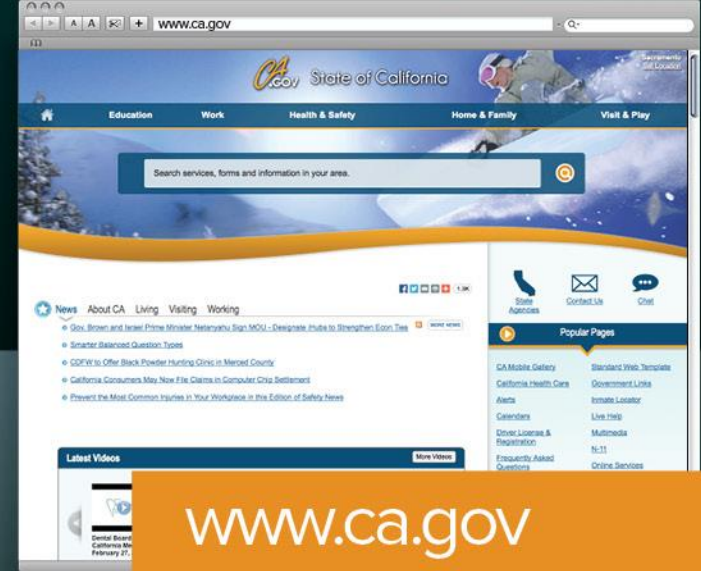 A A + www.ca.gov Q-
m
CA.gov State of California
Sacramento
Set Location
Education Work Health & Safety Home & Family Visit & Play
Search services, forms and information in your area.
1.9K
News About CA Living Visiting Working
Gov. Brown and Israel Prime Minister Netanyahu Sign MOU - Designate Ihubs to Strengthen Econ Ties MORE NEWS
Smarter Balanced Question Types
CDFW to Offer Black Powder Hunting Clinic in Merced County
California Consumers May Now File Claims in Computer Chip Settlement
Prevent the Most Common Injuries in Your Workplace in this Edition of Safety News
State Agencies Contact Us Chat
Popular Pages
CA Mobile Gallery Standard Web Template
California Health Care Government Links
Alerts Inmate Locator
Calendars Live Help
Driver License & Registration Multimedia
N-11
Frequently Asked Questions Online Services
Latest Videos More Videos
Dental Board
California Me
February 27,
www.ca.gov